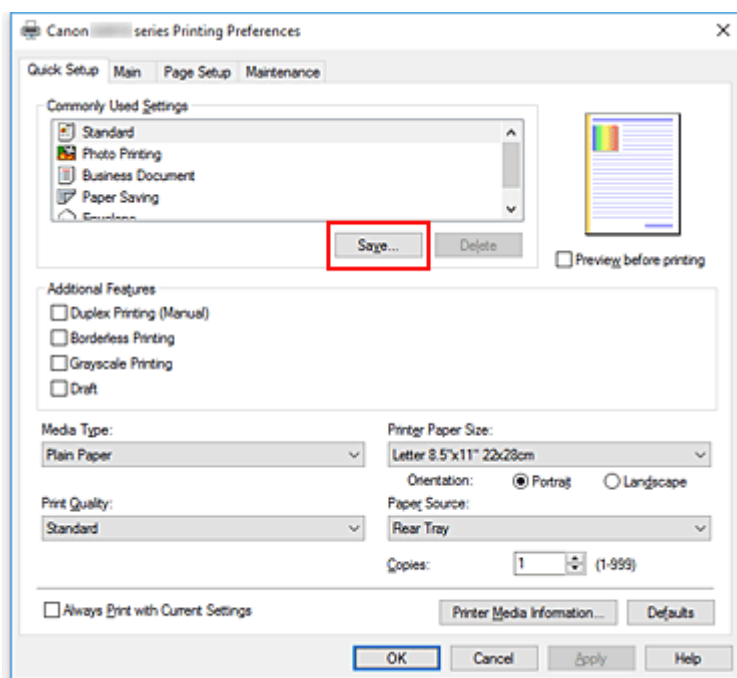 Canon series Printing Preferences
Quick Setup Main Page Setup Maintenance
Commonly Used Settings
Standard
Photo Printing
Business Document
Paper Saving
Envelope
Save... Delete
Preview before printing
Additional Features
Duplex Printing (Manual)
Borderless Printing
Grayscale Printing
Draft
Media Type: Printer Paper Size:
Plain Paper Letter 8.5"x11" 22x28cm
Orientation: Portrait Landscape
Print Quality: Paper Source:
Standard Rear Tray
Copies: 1 (1-999)
Always Print with Current Settings Printer Media Information... Defaults
OK Cancel Apply Help